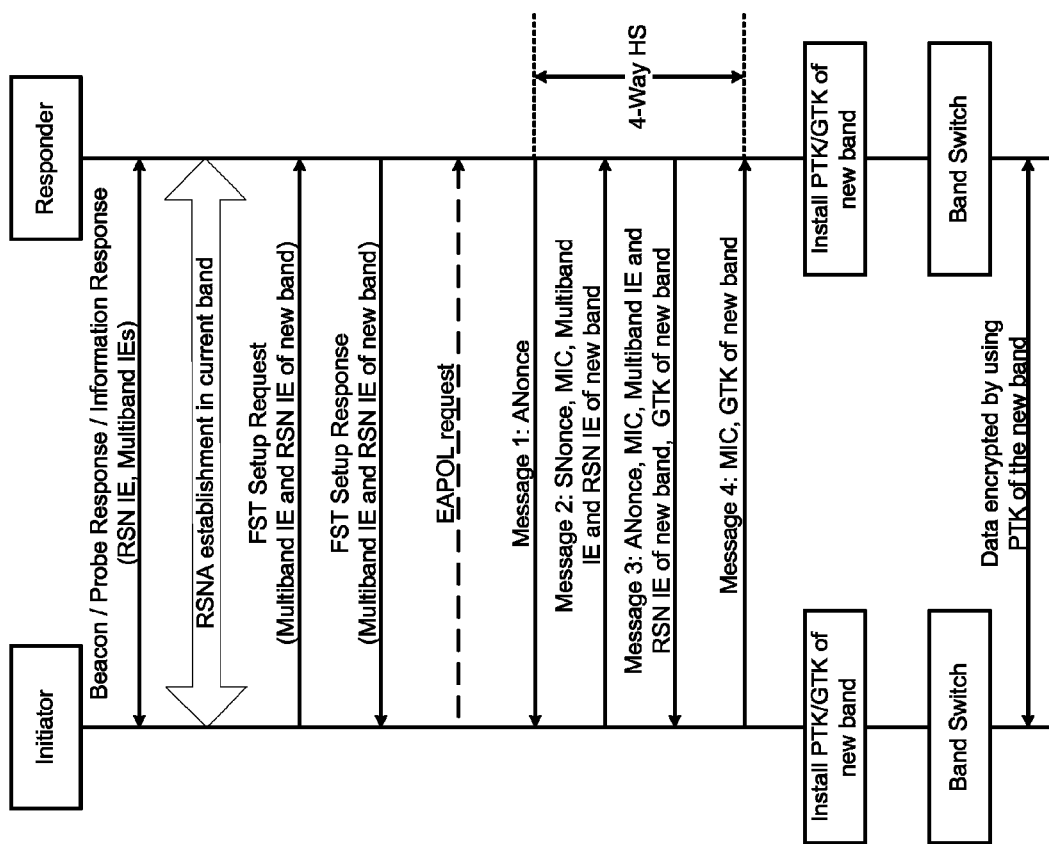 Initiator
Responder
Beacon / Probe Response / Information Response
(RSN IE, Multiband IEs)
RSNA establishment in current band
FST Setup Request
(Multiband IE and RSN IE of new band)
FST Setup Response
(Multiband IE and RSN IE of new band)
EAPOL request
Message 1: ANonce
Message 2: SNonce, MIC, Multiband
IE and RSN IE of new band
Message 3: ANonce, MIC, Multiband IE and
RSN IE of new band, GTK of new band
Message 4: MIC, GTK of new band
4-Way HS
Install PTK/GTK of
new band
Install PTK/GTK of
new band
Band Switch
Band Switch
Data encrypted by using
PTK of the new band